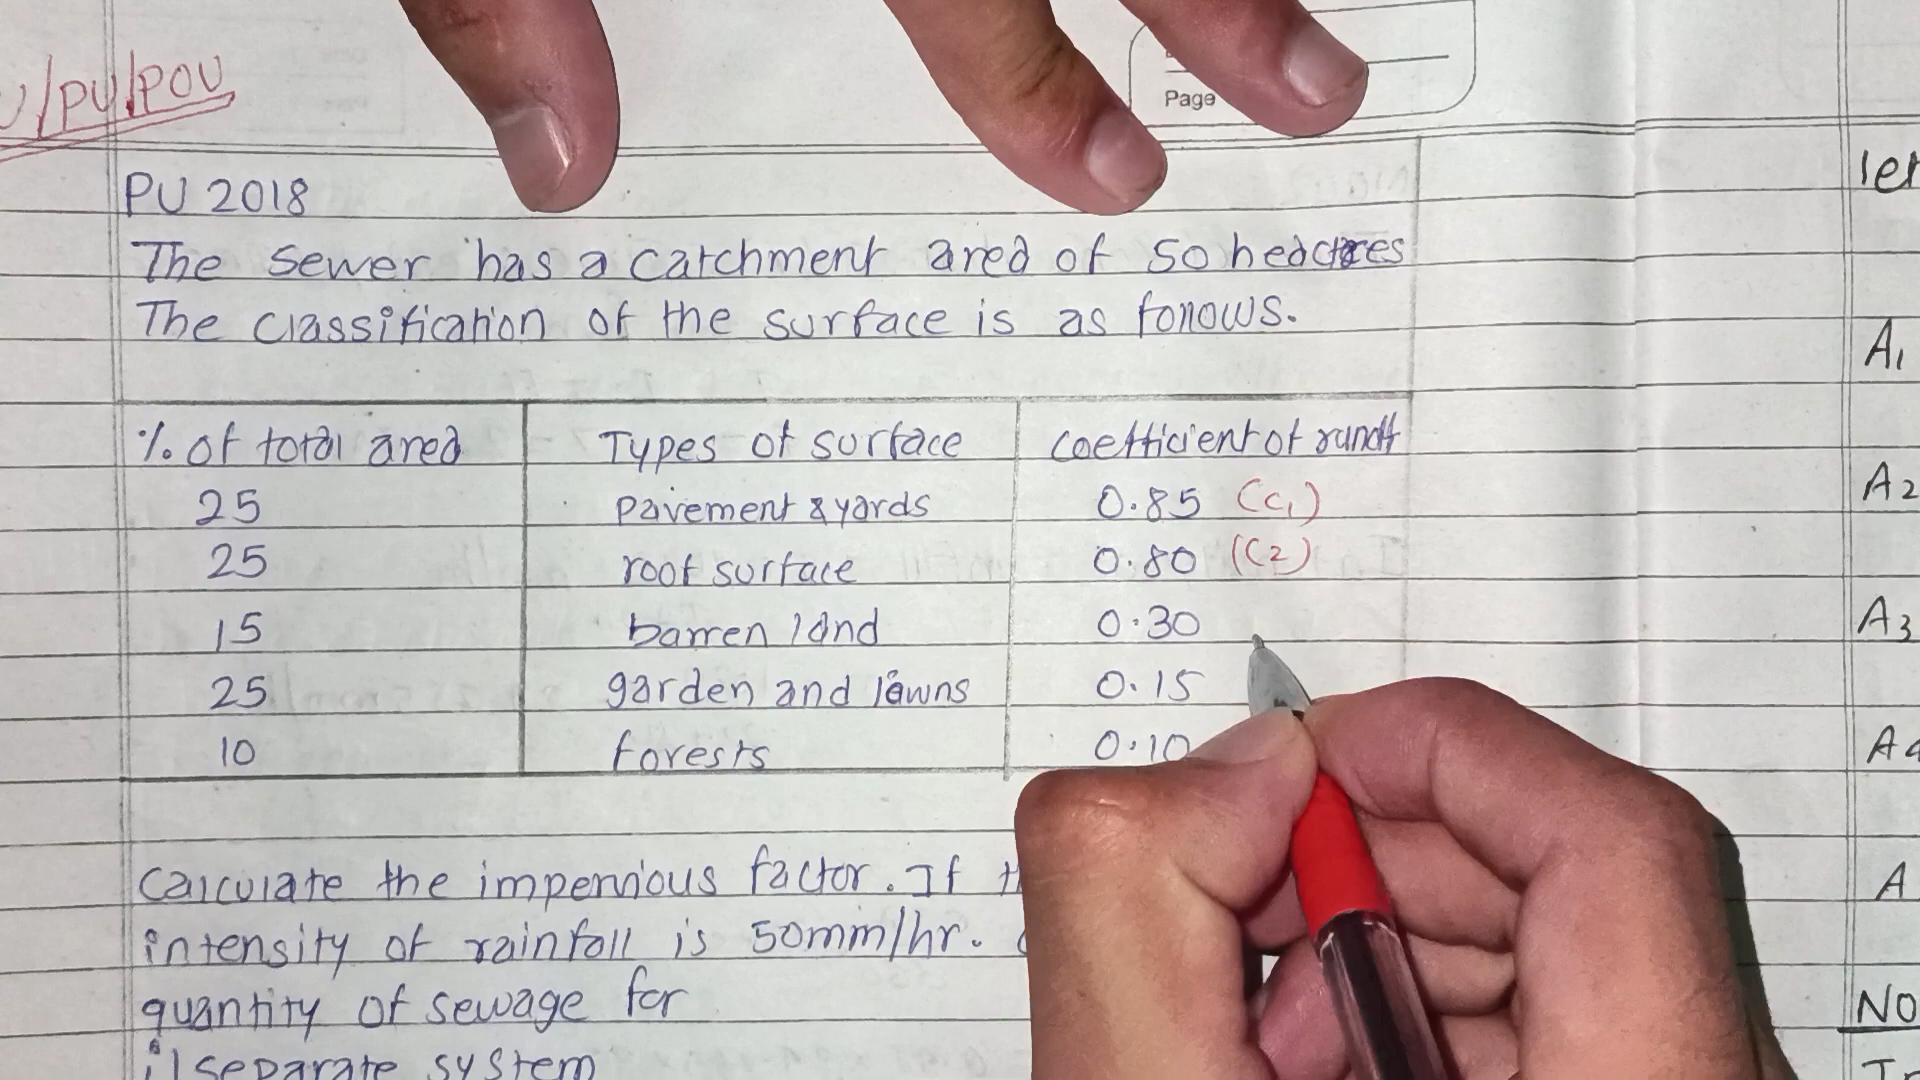 /PU/POU
Page
PU 2018
The sewer has a catchment area of 50 heacteres
The classification of the surface is as follows.
% of total area Types of surface coefficient of runoff
25 pavement & yards 0.85 (C1)
25 roof surface 0.80 (C2)
15 barren land 0.30
25 garden and lawns 0.15
10 forests 0.10
calculate the impervious factor. If
intensity of rainfall is 50mm/hr.
quantity of sewage for
i) separate system
A1
A2
A3
A
NO